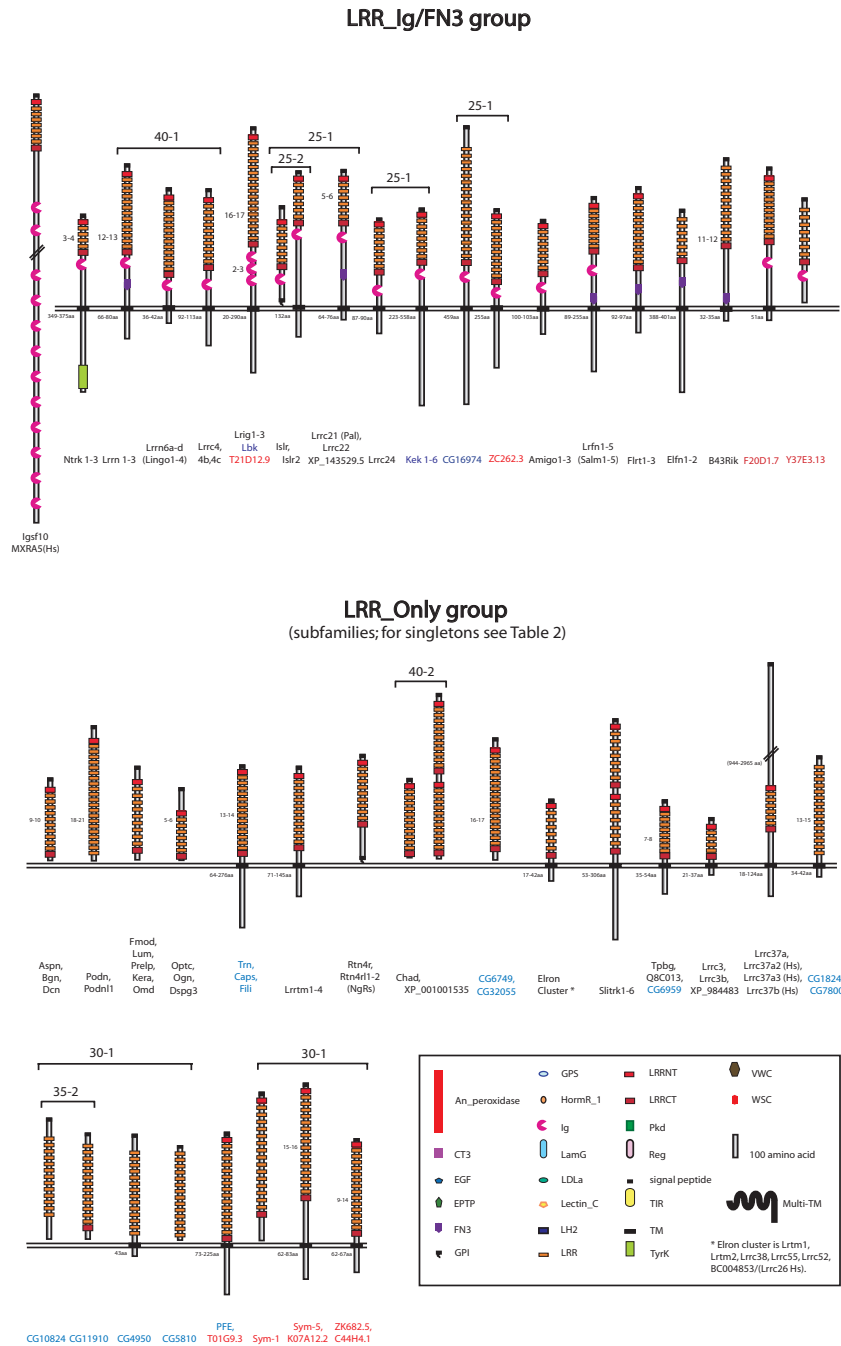 LRR_Ig/FN3 group
25-1
40-1
25-1
25-2
25-1
16-17
5-6
3-4
12-13
11-12
2-3
349-375aa
66-80aa
36-42aa
92-113aa
20-290aa
132aa
64-76aa
87-90aa
223-558aa
459aa
255aa
100-103aa
89-255aa
92-97aa
388-401aa
32-35aa
51aa
Ntrk 1-3
Lrrn 1-3
Lrrn6a-d
(Lingo1-4)
Lrrc4,
4b,4c
Lrig1-3
Lbk
T21D12.9
Islr,
Islr2
Lrrc21 (Pal),
Lrrc22
XP_143529.5
Lrrc24
Kek 1-6
CG16974
ZC262.3
Amigo1-3
Lrfn1-5
(Salm1-5)
Flrt1-3
Elfn1-2
B43Rik
F20D1.7
Y37E3.13
Igsf10
MXRA5(Hs)
LRR_Only group
(subfamilies; for singletons see Table 2)
40-2
(944-2965 aa)
9-10
18-21
5-6
13-14
16-17
7-8
13-15
64-276aa
71-145aa
17-42aa
53-306aa
35-54aa
21-37aa
18-124aa
34-42aa
Aspn,
Bgn,
Dcn
Podn,
Podnl1
Fmod,
Lum,
Prelp,
Kera,
Omd
Optc,
Ogn,
Dspg3
Trn,
Caps,
Fili
Lrrtm1-4
Rtn4r,
Rtn4rl1-2
(NgRs)
Chad,
XP_001001535
CG6749,
CG32055
Elron
Cluster *
Slitrk1-6
Tpbg,
Q8C013,
CG6959
Lrrc3,
Lrrc3b,
XP_984483
Lrrc37a,
Lrrc37a2 (Hs),
Lrrc37a3 (Hs)
Lrrc37b (Hs)
CG1824
CG7800
30-1
35-2
30-1
15-16
9-14
43aa
73-225aa
62-83aa
62-67aa
CG10824
CG11910
CG4950
CG5810
PFE,
T01G9.3
Sym-1
Sym-5,
K07A12.2
ZK682.5,
C44H4.1
An_peroxidase
CT3
EGF
EPTP
FN3
GPI
GPS
HormR_1
Ig
LamG
LDLa
Lectin_C
LH2
LRR
LRRNT
LRRCT
Pkd
Reg
signal peptide
TIR
TM
TyrK
VWC
WSC
100 amino acid
Multi-TM
* Elron cluster is Lrtm1,
Lrtm2, Lrrc38, Lrrc55, Lrrc52,
BC004853/(Lrrc26 Hs).